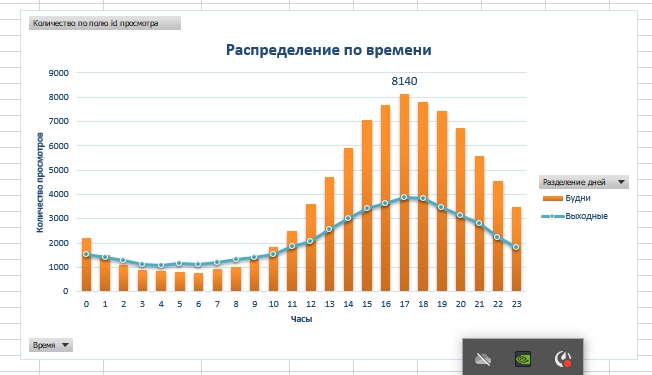 Количество по полю id просмотра
Распределение по времени
8140
Количество просмотров
9000
8000
7000
6000
5000
4000
3000
2000
1000
0
0 1 2 3 4 5 6 7 8 9 10 11 12 13 14 15 16 17 18 19 20 21 22 23
Часы
Разделение дней
Будни
Выходные
Время